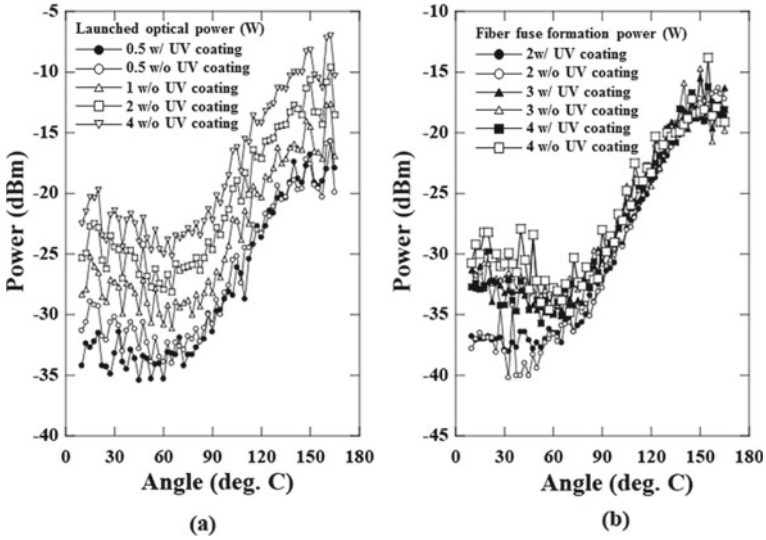 (a)
Launched optical power (W)
0.5 w/ UV coating
0.5 w/o UV coating
1 w/o UV coating
2 w/o UV coating
4 w/o UV coating
-5
-10
-15
-20
-25
-30
-35
-40
Power (dBm)
0 30 60 90 120 150 180
Angle (deg. C)
(a)
(b)
Fiber fuse formation power (W)
2w/ UV coating
2 w/o UV coating
3 w/ UV coating
3 w/o UV coating
4 w/ UV coating
4 w/o UV coating
-10
-15
-20
-25
-30
-35
-40
-45
Power (dBm)
0 30 60 90 120 150 180
Angle (deg. C)
(b)